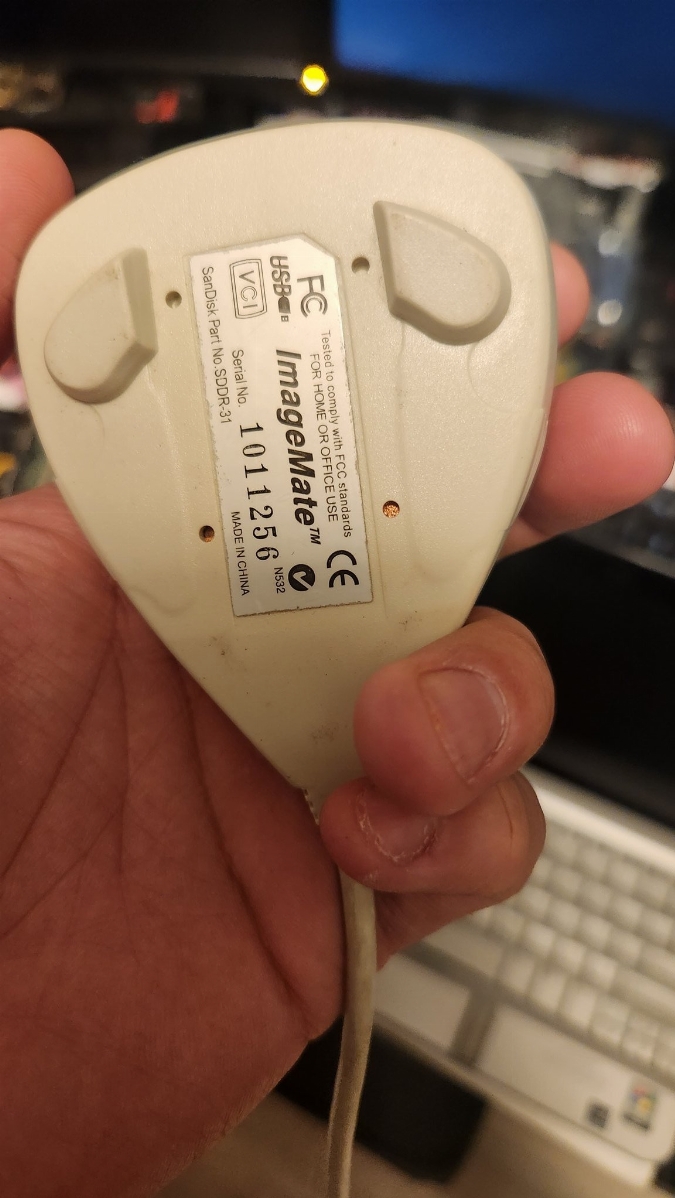 FC
Tested to comply with FCC standards
FOR HOME OR OFFICE USE
CE
USB B
ImageMate™
N532
VCI
Serial No. 1011256
MADE IN CHINA
SanDisk Part No.SDDR-31